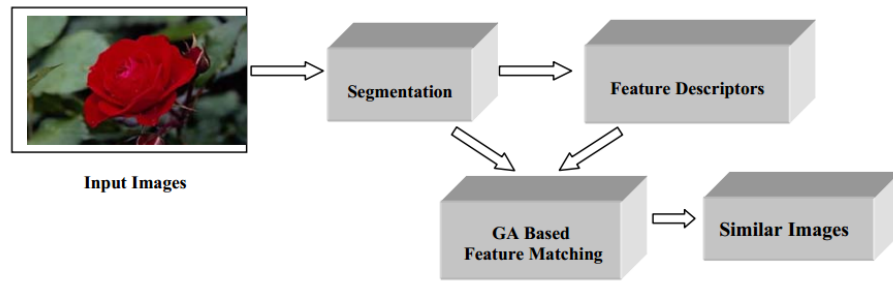 Segmentation
Feature Descriptors
Input Images
GA Based
Feature Matching
Similar Images